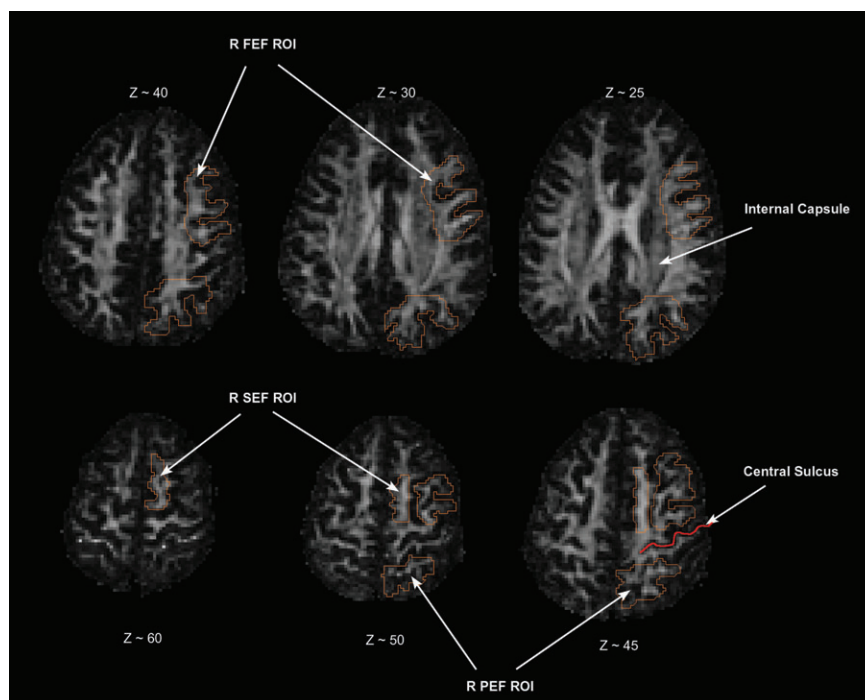 R FEF ROI
Z ~ 40
Z ~ 30
Z ~ 25
Internal Capsule
R SEF ROI
Central Sulcus
Z ~ 60
Z ~ 50
Z ~ 45
R PEF ROI